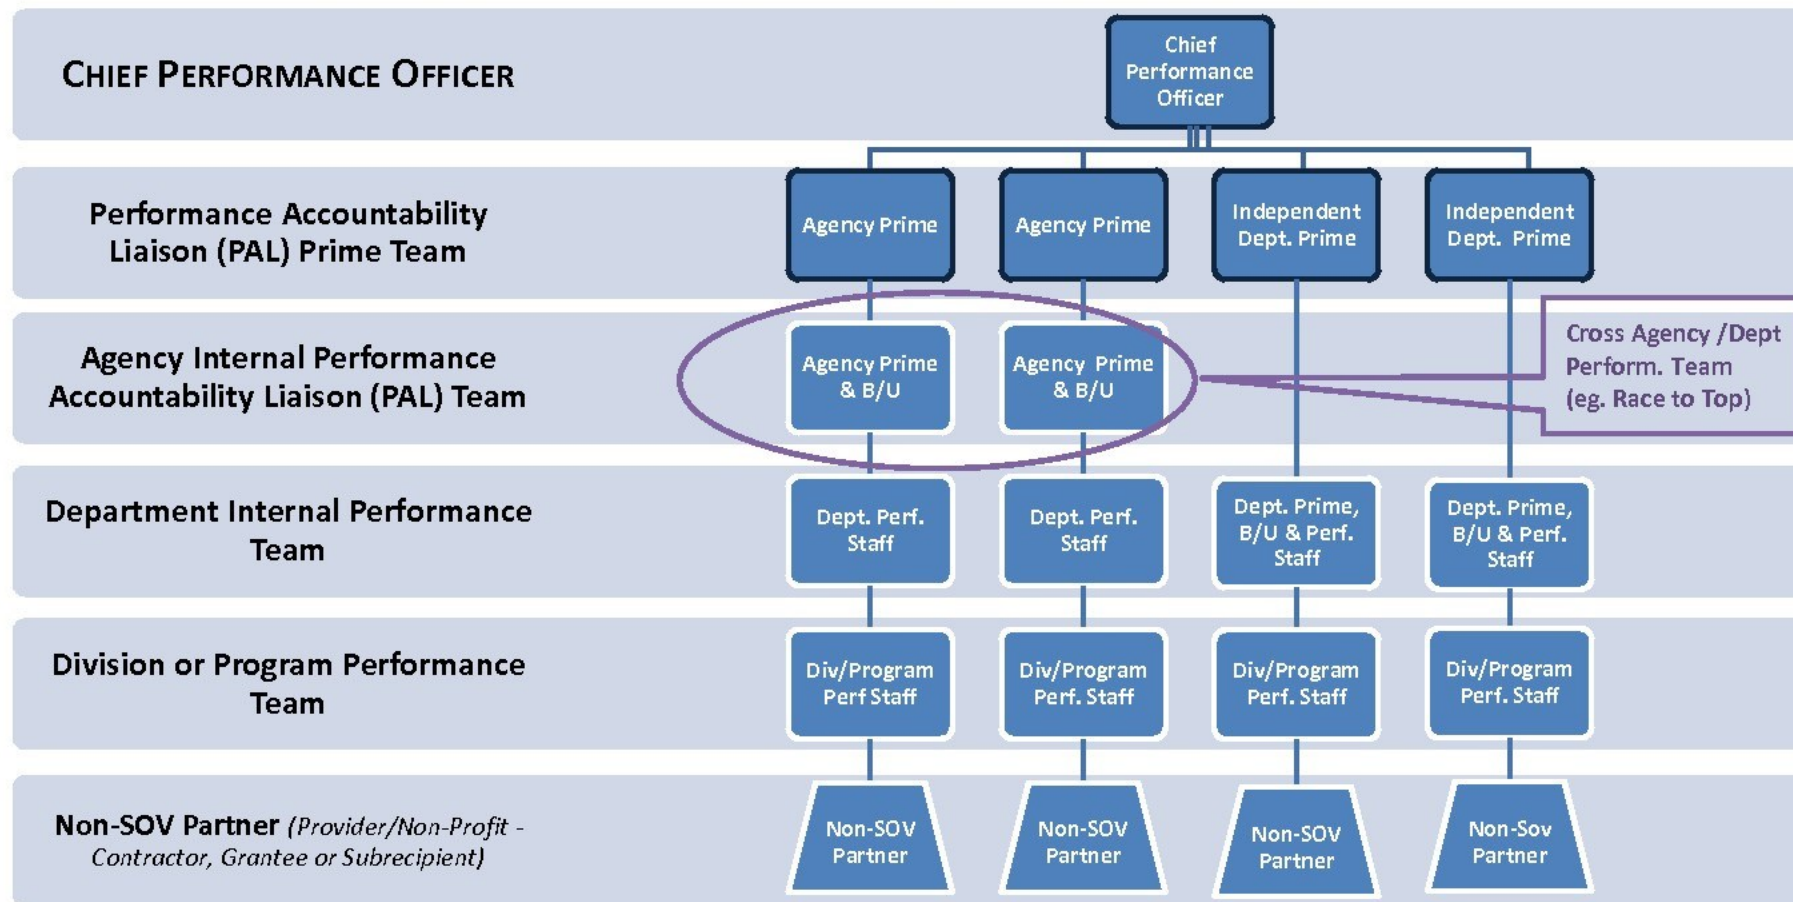 CHIEF PERFORMANCE OFFICER
Chief
Performance
Officer
Performance Accountability
Liaison (PAL) Prime Team
Agency Prime
Agency Prime
Independent
Dept. Prime
Independent
Dept. Prime
Agency Internal Performance
Accountability Liaison (PAL) Team
Agency Prime
& B/U
Agency Prime
& B/U
Cross Agency /Dept
Perform. Team
(eg. Race to Top)
Department Internal Performance
Team
Dept. Perf.
Staff
Dept. Perf.
Staff
Dept. Prime,
B/U & Perf.
Staff
Dept. Prime,
B/U & Perf.
Staff
Division or Program Performance
Team
Div/Program
Perf Staff
Div/Program
Perf. Staff
Div/Program
Perf. Staff
Div/Program
Perf. Staff
Non-SOV Partner (Provider/Non-Profit -
Contractor, Grantee or Subrecipient)
Non-SOV
Partner
Non-SOV
Partner
Non-SOV
Partner
Non-Sov
Partner